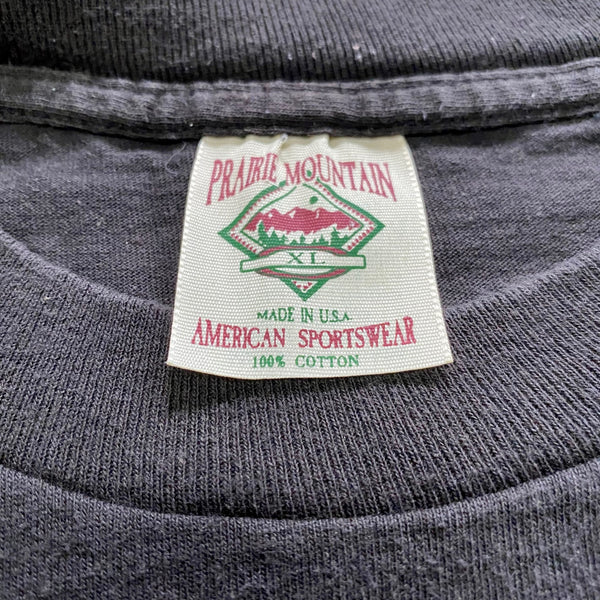 PRAIRIE MOUNTAIN
XL
MADE IN U.S.A.
AMERICAN SPORTSWEAR
100% COTTON